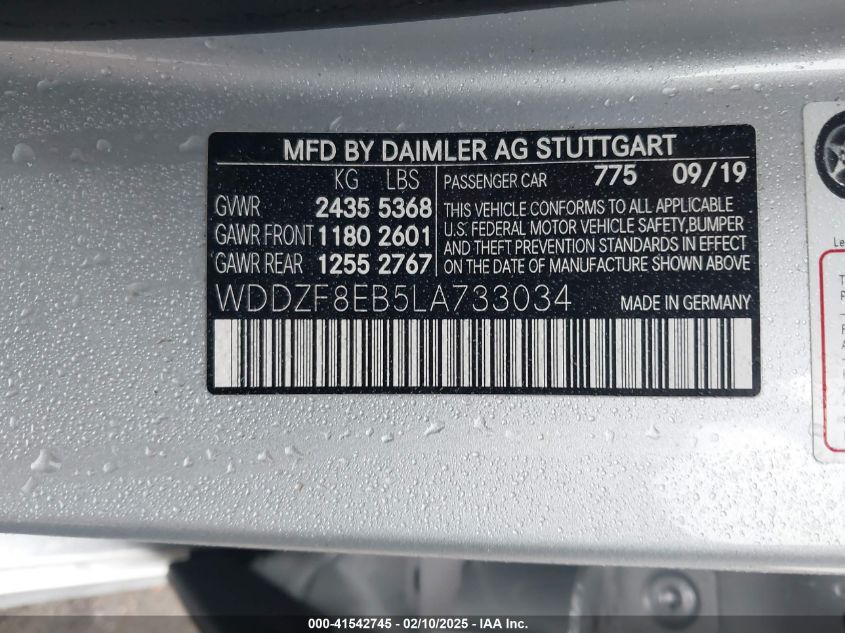 MFD BY DAIMLER AG STUTTGART
KG LBS
GVWR 2435 5368
GAWR FRONT 1180 2601
GAWR REAR 1255 2767
PASSENGER CAR 775 09/19
THIS VEHICLE CONFORMS TO ALL APPLICABLE
U.S. FEDERAL MOTOR VEHICLE SAFETY,BUMPER
AND THEFT PREVENTION STANDARDS IN EFFECT
ON THE DATE OF MANUFACTURE SHOWN ABOVE
WDDZF8EB5LA733034 MADE IN GERMANY
000-41542745 - 02/10/2025 - © IAA Inc.